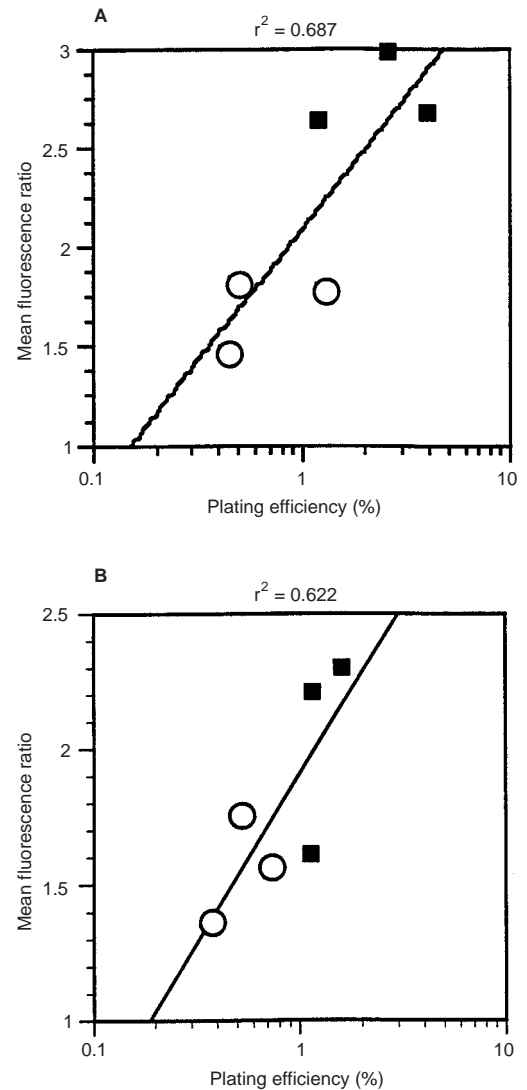 A
r² = 0.687
3
2.5
2
1.5
1
Mean fluorescence ratio
0.1
1
10
Plating efficiency (%)
B
r² = 0.622
2.5
2
1.5
1
Mean fluorescence ratio
0.1
1
10
Plating efficiency (%)